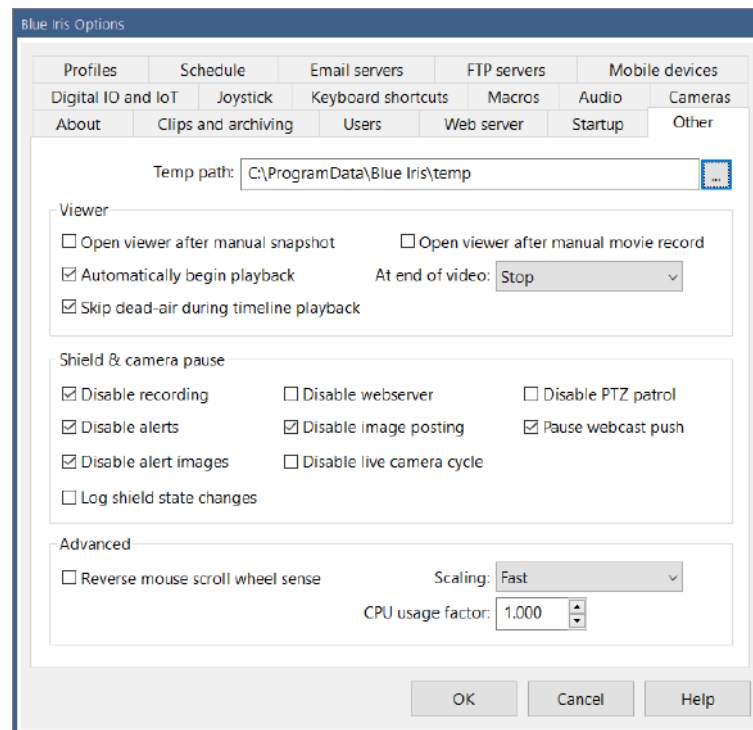 Blue Iris Options
Profiles Schedule Email servers FTP servers Mobile devices
Digital IO and IoT Joystick Keyboard shortcuts Macros Audio Cameras
About Clips and archiving Users Web server Startup Other
Temp path: C:\ProgramData\Blue Iris\temp ...
Viewer
Open viewer after manual snapshot Open viewer after manual movie record
Automatically begin playback At end of video: Stop
Skip dead-air during timeline playback
Shield & camera pause
Disable recording Disable webserver Disable PTZ patrol
Disable alerts Disable image posting Pause webcast push
Disable alert images Disable live camera cycle
Log shield state changes
Advanced
Reverse mouse scroll wheel sense Scaling: Fast
CPU usage factor: 1.000
OK Cancel Help